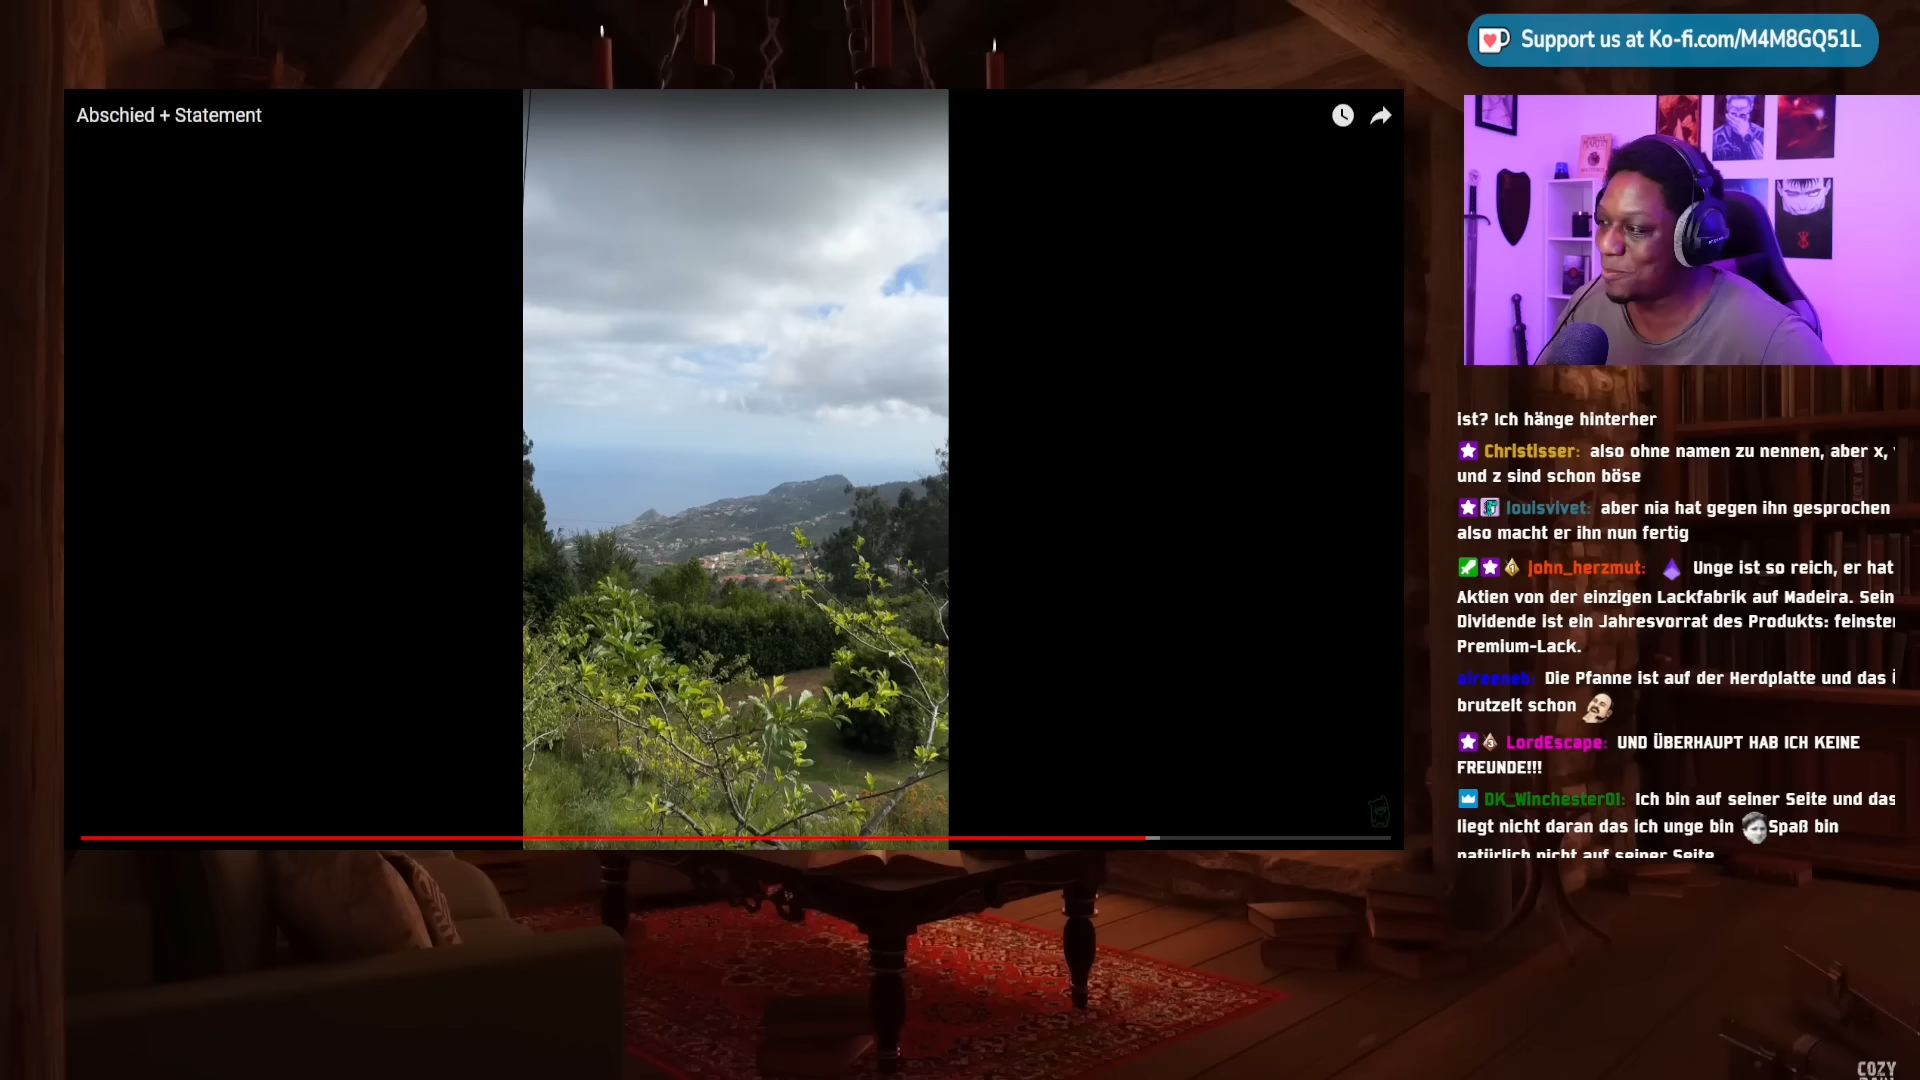 Support us at Ko-fi.com/M4M8GQ51L
Abschied + Statement
ist? Ich hänge hinterher
Christisser: also ohne namen zu nennen, aber x,
und z sind schon böse
louisvivet: aber nia hat gegen ihn gesprochen
also macht er ihn nun fertig
john_herzmut: Unge ist so reich, er hat
Aktien von der einzigen Lackfabrik auf Madeira. Sein
Dividende ist ein Jahresvorrat des Produkts: feinster
Premium-Lack.
Die Pfanne ist auf der Herdplatte und das
brutzelt schon
LordEscape: UND ÜBERHAUPT HAB ICH KEINE
FREUNDE!!!
DK_Winchester01: Ich bin auf seiner Seite und das
liegt nicht daran das ich unge bin Spaß bin
natürlich nicht auf seiner Seite
COZY